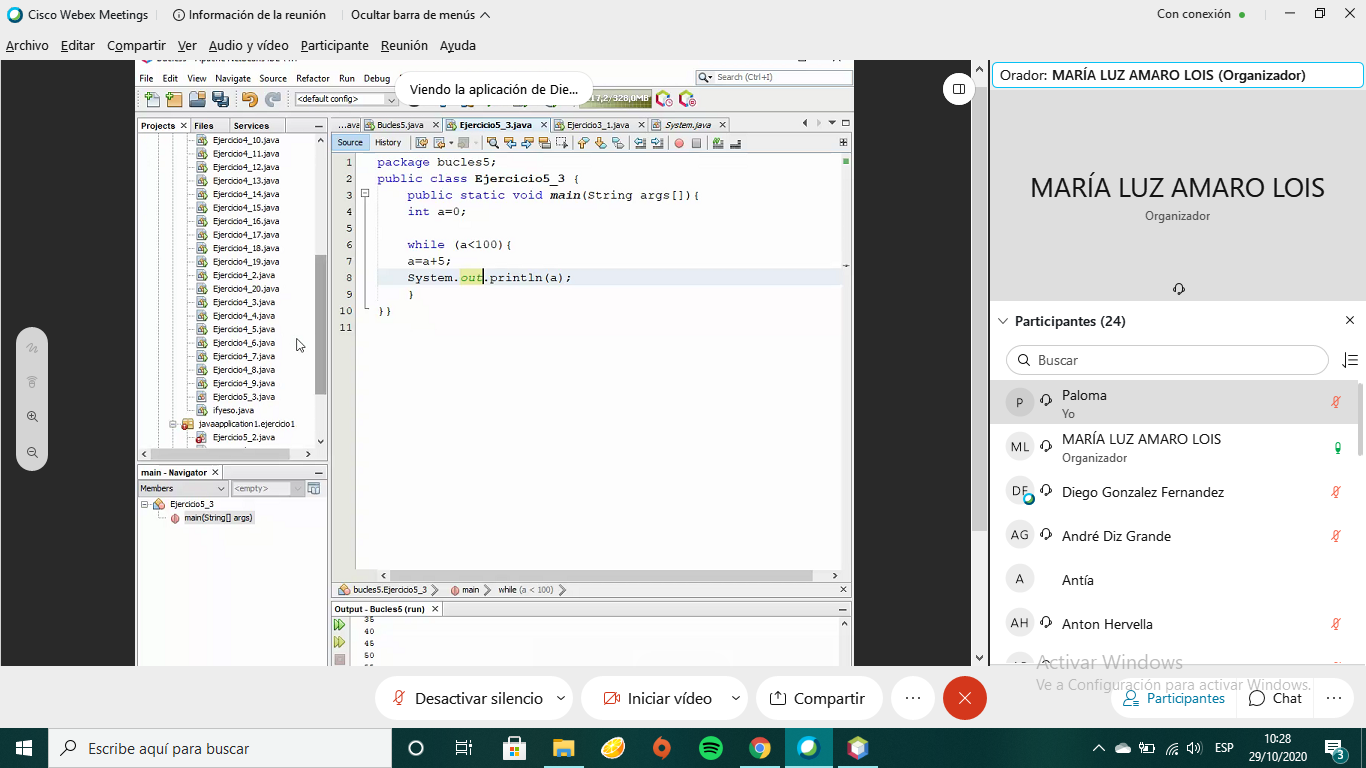 Cisco Webex Meetings
Información de la reunión
Ocultar barra de menús
Con conexión
Archivo Editar Compartir Ver Audio y vídeo Participante Reunión Ayuda
File Edit View Navigate Source Refactor Run Debug
Search (Ctrl+I)
Viendo la aplicación de Die...
<default config>
Projects Files Services
Ejercicio4_10.java
Ejercicio4_11.java
Ejercicio4_12.java
Ejercicio4_13.java
Ejercicio4_14.java
Ejercicio4_15.java
Ejercicio4_16.java
Ejercicio4_17.java
Ejercicio4_18.java
Ejercicio4_19.java
Ejercicio4_2.java
Ejercicio4_20.java
Ejercicio4_3.java
Ejercicio4_4.java
Ejercicio4_5.java
Ejercicio4_6.java
Ejercicio4_7.java
Ejercicio4_8.java
Ejercicio4_9.java
Ejercicio5_3.java
ifyeso.java
javaapplication1.ejercicio1
Ejercicio5_2.java
main - Navigator
Members <empty>
Ejercicio5_3
main(String[] args)
...ava Bucles5.java Ejercicio5_3.java Ejercicio3_1.java System.java
Source History
1 package bucles5;
2 public class Ejercicio5_3 {
3 public static void main(String args[]){
4 int a=0;
5
6 while (a<100){
7 a=a+5;
8 System.out.println(a);
9 }
10 }}
11
bucles5.Ejercicio5_3 main while (a < 100)
Output - Bucles5 (run)
35
40
45
50
Orador: MARÍA LUZ AMARO LOIS (Organizador)
MARÍA LUZ AMARO LOIS
Organizador
Participantes (24)
Buscar
P Paloma
Yo
ML MARÍA LUZ AMARO LOIS
Organizador
DF Diego Gonzalez Fernandez
AG André Diz Grande
A Antía
AH Anton Hervella
Activar Windows
Ve a Configuración para activar Windows.
Desactivar silencio
Iniciar vídeo
Compartir
Participantes
Chat
Escribe aquí para buscar
ESP
10:28
29/10/2020
3